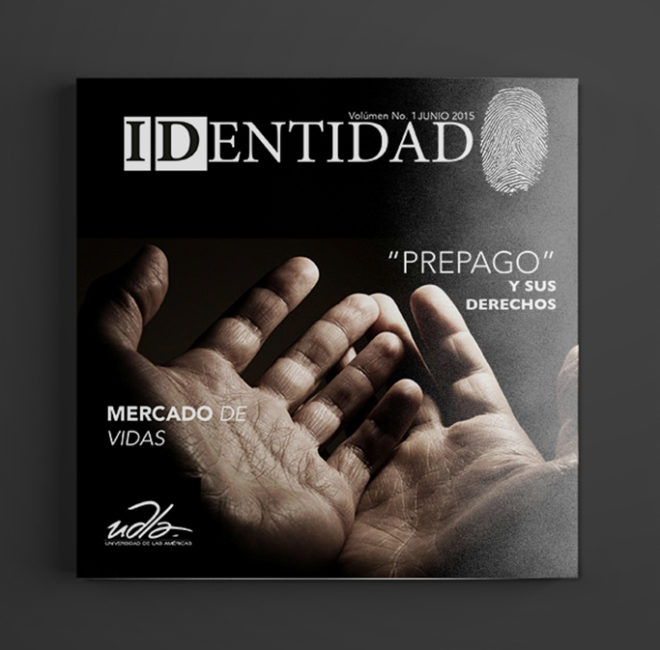 Volúmen No. 1 JUNIO 2015
IDENTIDAD
"PREPAGO"
Y SUS
DERECHOS
MERCADO DE
VIDAS
udla-
UNIVERSIDAD DE LAS AMÉRICAS